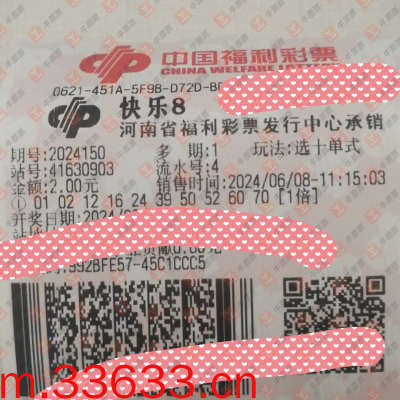 中国福利彩票
CHINA WELFARE LO
0621-451A-5F9B-D72D-B
快乐8
河南省福利彩票发行中心承销
期号:2024150 多期:1 玩法:选十单式
站号:41630903 流水号:4
金额:2.00元 销售时间:2024/06/08-11:15:03
① 01 02 12 16 24 39 50 52 60 70 [1倍]
开奖日期:2024/0
992BFE57-45C1CCC5
m.33633.cn